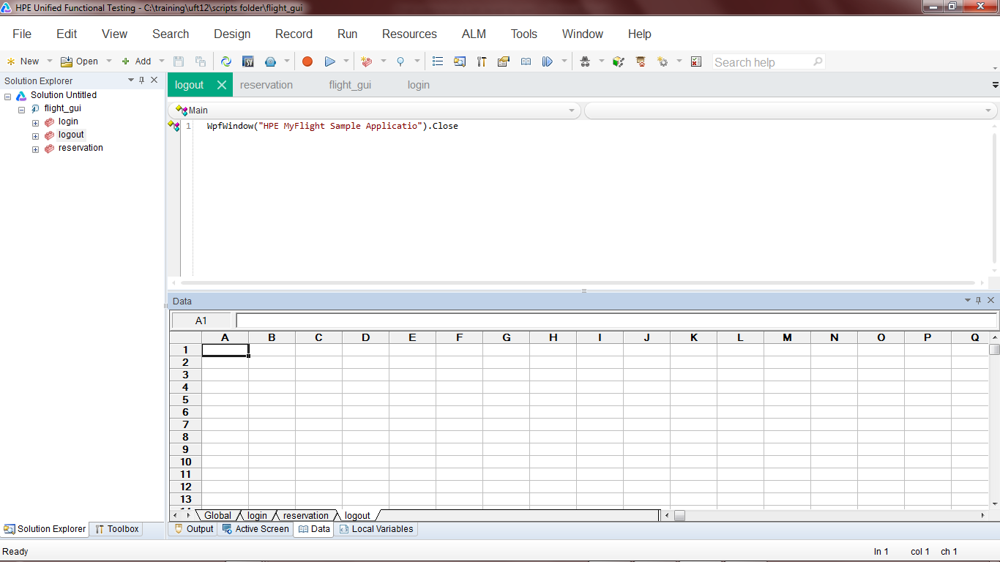 HPE Unified Functional Testing - C:\training\uft12\scripts folder\flight_gui
File Edit View Search Design Record Run Resources ALM Tools Window Help
New Open Add Search help
Solution Explorer
Solution Untitled
flight_gui
login
logout
reservation
logout reservation flight_gui login
Main
1 WpfWindow("HPE MyFlight Sample Applicatio").Close
Data
A1
A B C D E F G H I J K L M N O P Q
1
2
3
4
5
6
7
8
9
10
11
12
13
14
Global login reservation logout
Solution Explorer Toolbox Output Active Screen Data Local Variables
Ready ln 1 col 1 ch 1